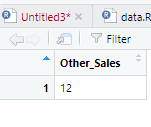 Untitled3*
data.R
Filter
Other_Sales
1 12